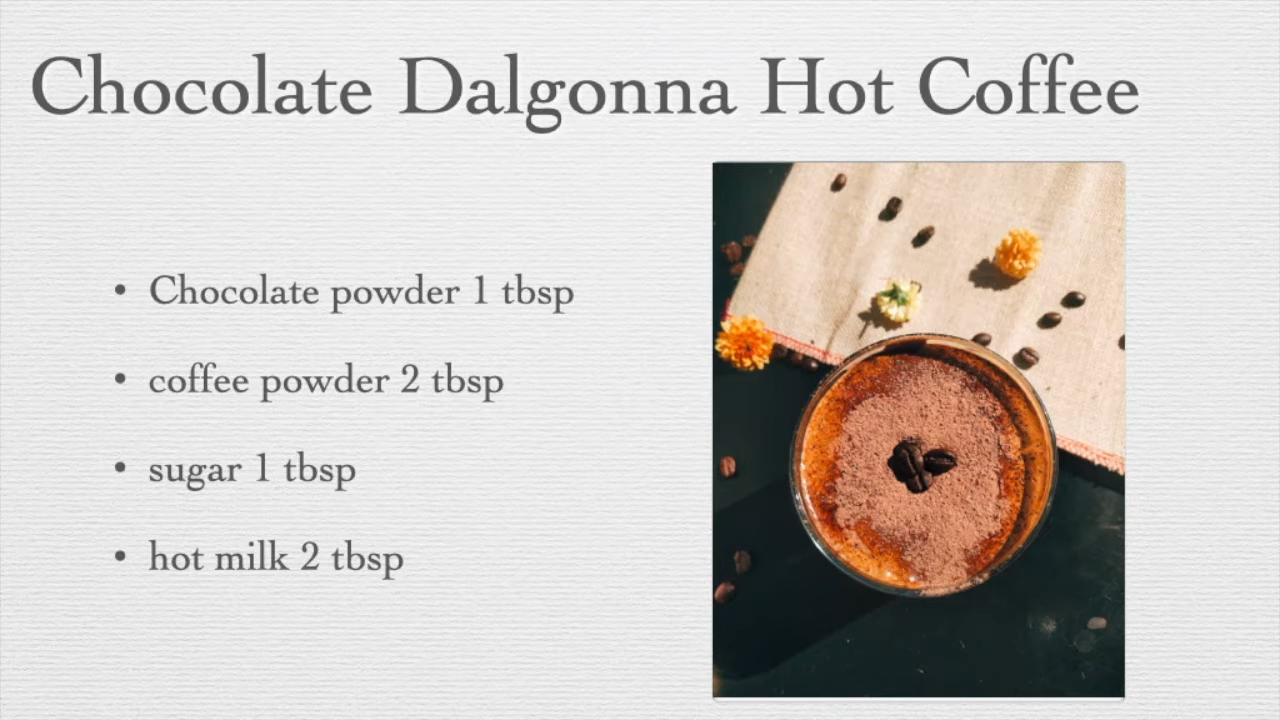 Chocolate Dalgonna Hot Coffee
• Chocolate powder 1 tbsp
• coffee powder 2 tbsp
• sugar 1 tbsp
• hot milk 2 tbsp